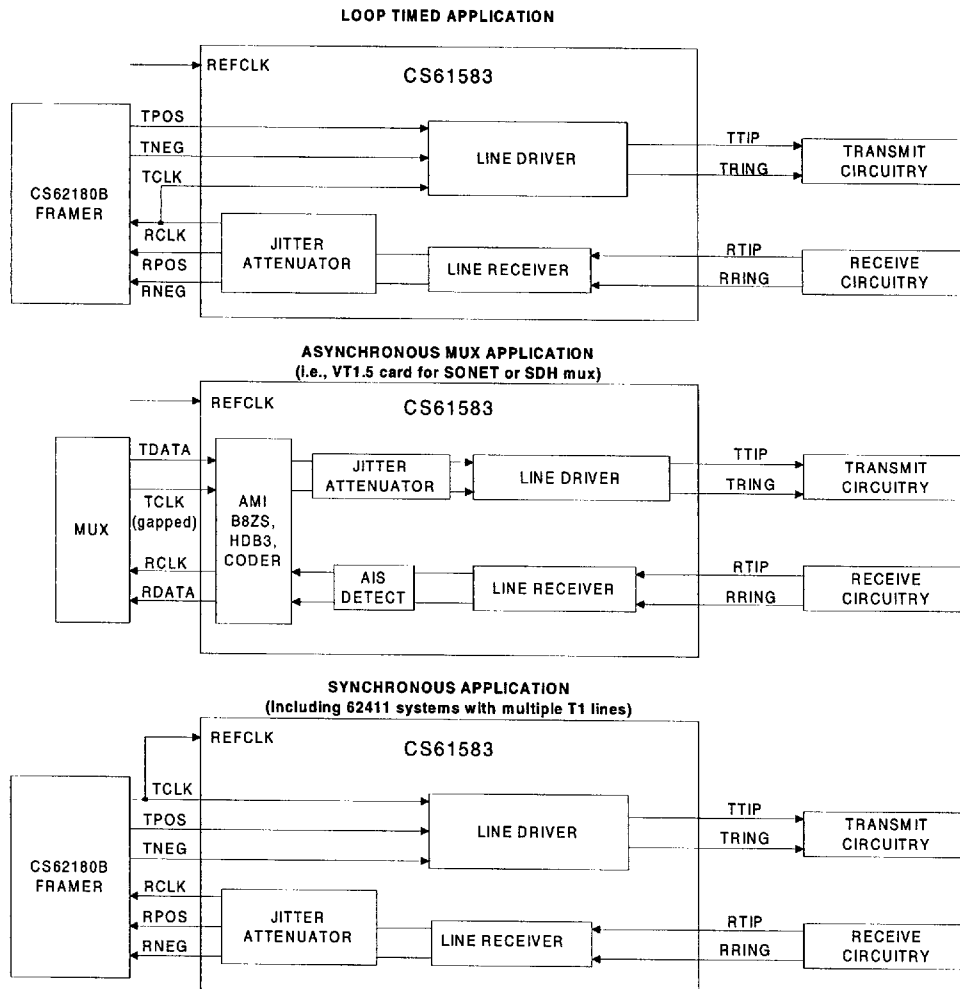 LOOP TIMED APPLICATION
REFCLK
CS61583
CS62180B
FRAMER
TPOS
TNEG
TCLK
RCLK
RPOS
RNEG
LINE DRIVER
JITTER
ATTENUATOR
LINE RECEIVER
TTIP
TRING
RTIP
RRING
TRANSMIT
CIRCUITRY
RECEIVE
CIRCUITRY
ASYNCHRONOUS MUX APPLICATION
(i.e., VT1.5 card for SONET or SDH mux)
REFCLK
CS61583
MUX
TDATA
TCLK
(gapped)
RCLK
RDATA
AMI
B8ZS,
HDB3,
CODER
JITTER
ATTENUATOR
LINE DRIVER
AIS
DETECT
LINE RECEIVER
TTIP
TRING
RTIP
RRING
TRANSMIT
CIRCUITRY
RECEIVE
CIRCUITRY
SYNCHRONOUS APPLICATION
(Including 62411 systems with multiple T1 lines)
REFCLK
CS61583
CS62180B
FRAMER
TCLK
TPOS
TNEG
RCLK
RPOS
RNEG
LINE DRIVER
JITTER
ATTENUATOR
LINE RECEIVER
TTIP
TRING
RTIP
RRING
TRANSMIT
CIRCUITRY
RECEIVE
CIRCUITRY